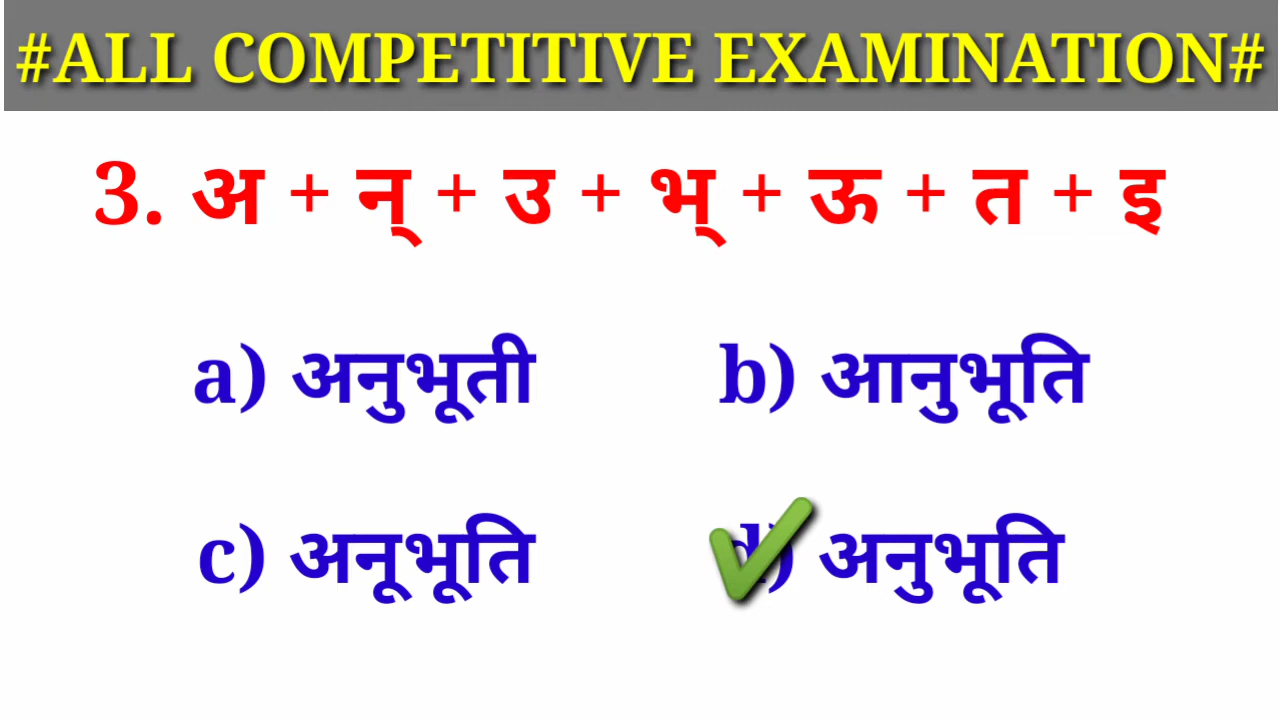 #ALL COMPETITIVE EXAMINATION#
3. अ + न् + उ + भ् + ऊ + त + इ
a) अनुभूती b) आनुभूति
c) अनूभूति d) अनुभूति